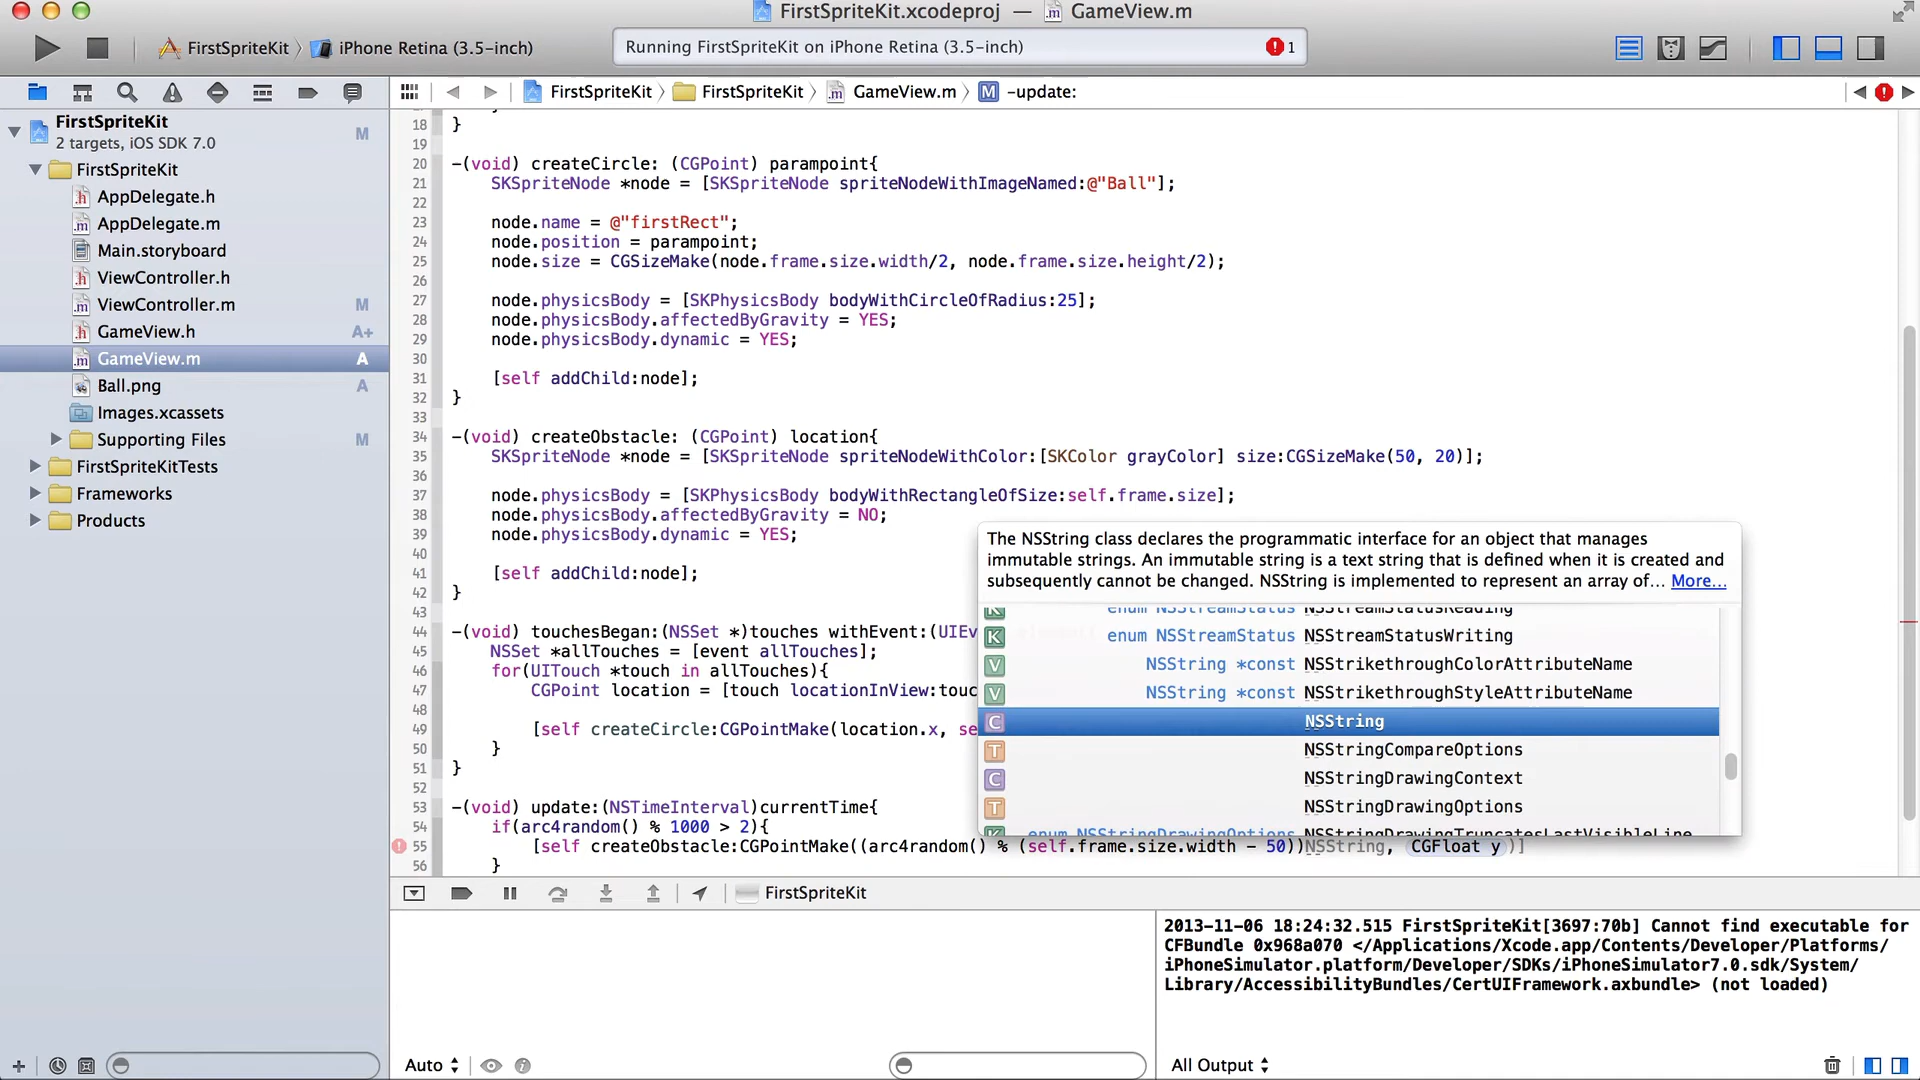 FirstSpriteKit.xcodeproj — GameView.m
FirstSpriteKit
iPhone Retina (3.5-inch)
Running FirstSpriteKit on iPhone Retina (3.5-inch)
1
FirstSpriteKit
FirstSpriteKit
GameView.m
M
-update:
FirstSpriteKit
2 targets, iOS SDK 7.0
M
FirstSpriteKit
AppDelegate.h
AppDelegate.m
Main.storyboard
ViewController.h
ViewController.m M
GameView.h A+
GameView.m A
Ball.png A
Images.xcassets
Supporting Files M
FirstSpriteKitTests
Frameworks
Products
18 }
19
20 -(void) createCircle: (CGPoint) parampoint{
21 SKSpriteNode *node = [SKSpriteNode spriteNodeWithImageNamed:@"Ball"];
22
23 node.name = @"firstRect";
24 node.position = parampoint;
25 node.size = CGSizeMake(node.frame.size.width/2, node.frame.size.height/2);
26
27 node.physicsBody = [SKPhysicsBody bodyWithCircleOfRadius:25];
28 node.physicsBody.affectedByGravity = YES;
29 node.physicsBody.dynamic = YES;
30
31 [self addChild:node];
32 }
33
34 -(void) createObstacle: (CGPoint) location{
35 SKSpriteNode *node = [SKSpriteNode spriteNodeWithColor:[SKColor grayColor] size:CGSizeMake(50, 20)];
36
37 node.physicsBody = [SKPhysicsBody bodyWithRectangleOfSize:self.frame.size];
38 node.physicsBody.affectedByGravity = NO;
39 node.physicsBody.dynamic = YES;
40
41 [self addChild:node];
42 }
43
44 -(void) touchesBegan:(NSSet *)touches withEvent:(UIEv
45 NSSet *allTouches = [event allTouches];
46 for(UITouch *touch in allTouches){
47 CGPoint location = [touch locationInView:touc
48
49 [self createCircle:CGPointMake(location.x, se
50 }
51 }
52
53 -(void) update:(NSTimeInterval)currentTime{
54 if(arc4random() % 1000 > 2){
55 [self createObstacle:CGPointMake((arc4random() % (self.frame.size.width - 50))NSString, CGFloat y)]
56 }
The NSString class declares the programmatic interface for an object that manages
immutable strings. An immutable string is a text string that is defined when it is created and
subsequently cannot be changed. NSString is implemented to represent an array of... More...
K enum NSStreamStatus NSStreamStatusReading
K enum NSStreamStatus NSStreamStatusWriting
V NSString *const NSStrikethroughColorAttributeName
V NSString *const NSStrikethroughStyleAttributeName
C NSString
T NSStringCompareOptions
C NSStringDrawingContext
T NSStringDrawingOptions
K enum NSStringDrawingOptions NSStringDrawingTruncatesLastVisibleLine
FirstSpriteKit
2013-11-06 18:24:32.515 FirstSpriteKit[3697:70b] Cannot find executable for
CFBundle 0x968a070 </Applications/Xcode.app/Contents/Developer/Platforms/
iPhoneSimulator.platform/Developer/SDKs/iPhoneSimulator7.0.sdk/System/
Library/AccessibilityBundles/CertUIFramework.axbundle> (not loaded)
Auto
All Output